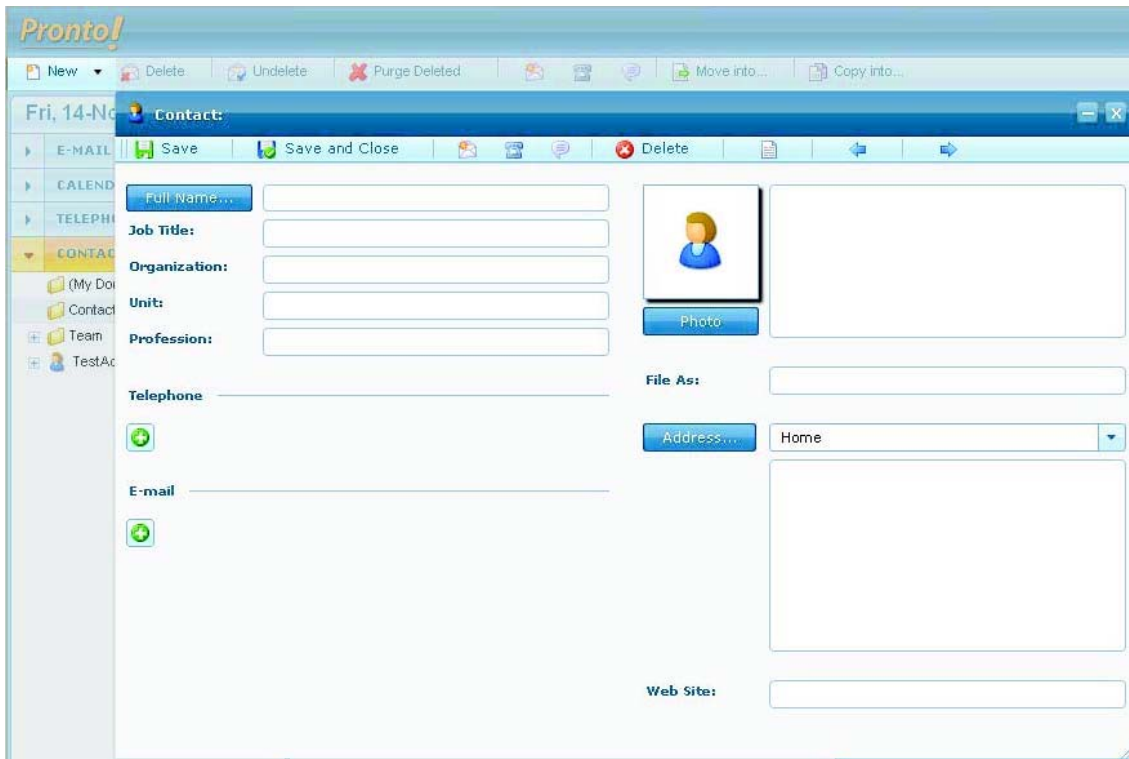 Pronto!
New Delete Undelete Purge Deleted Move into... Copy into...
Fri, 14-No
Contact:
Save Save and Close Delete
E-MAIL
CALEND
TELEPH
CONTAC
(My Do
Contact
Team
TestAc
Full Name...
Job Title:
Organization:
Unit:
Profession:
Telephone
E-mail
Photo
File As:
Address... Home
Web Site: